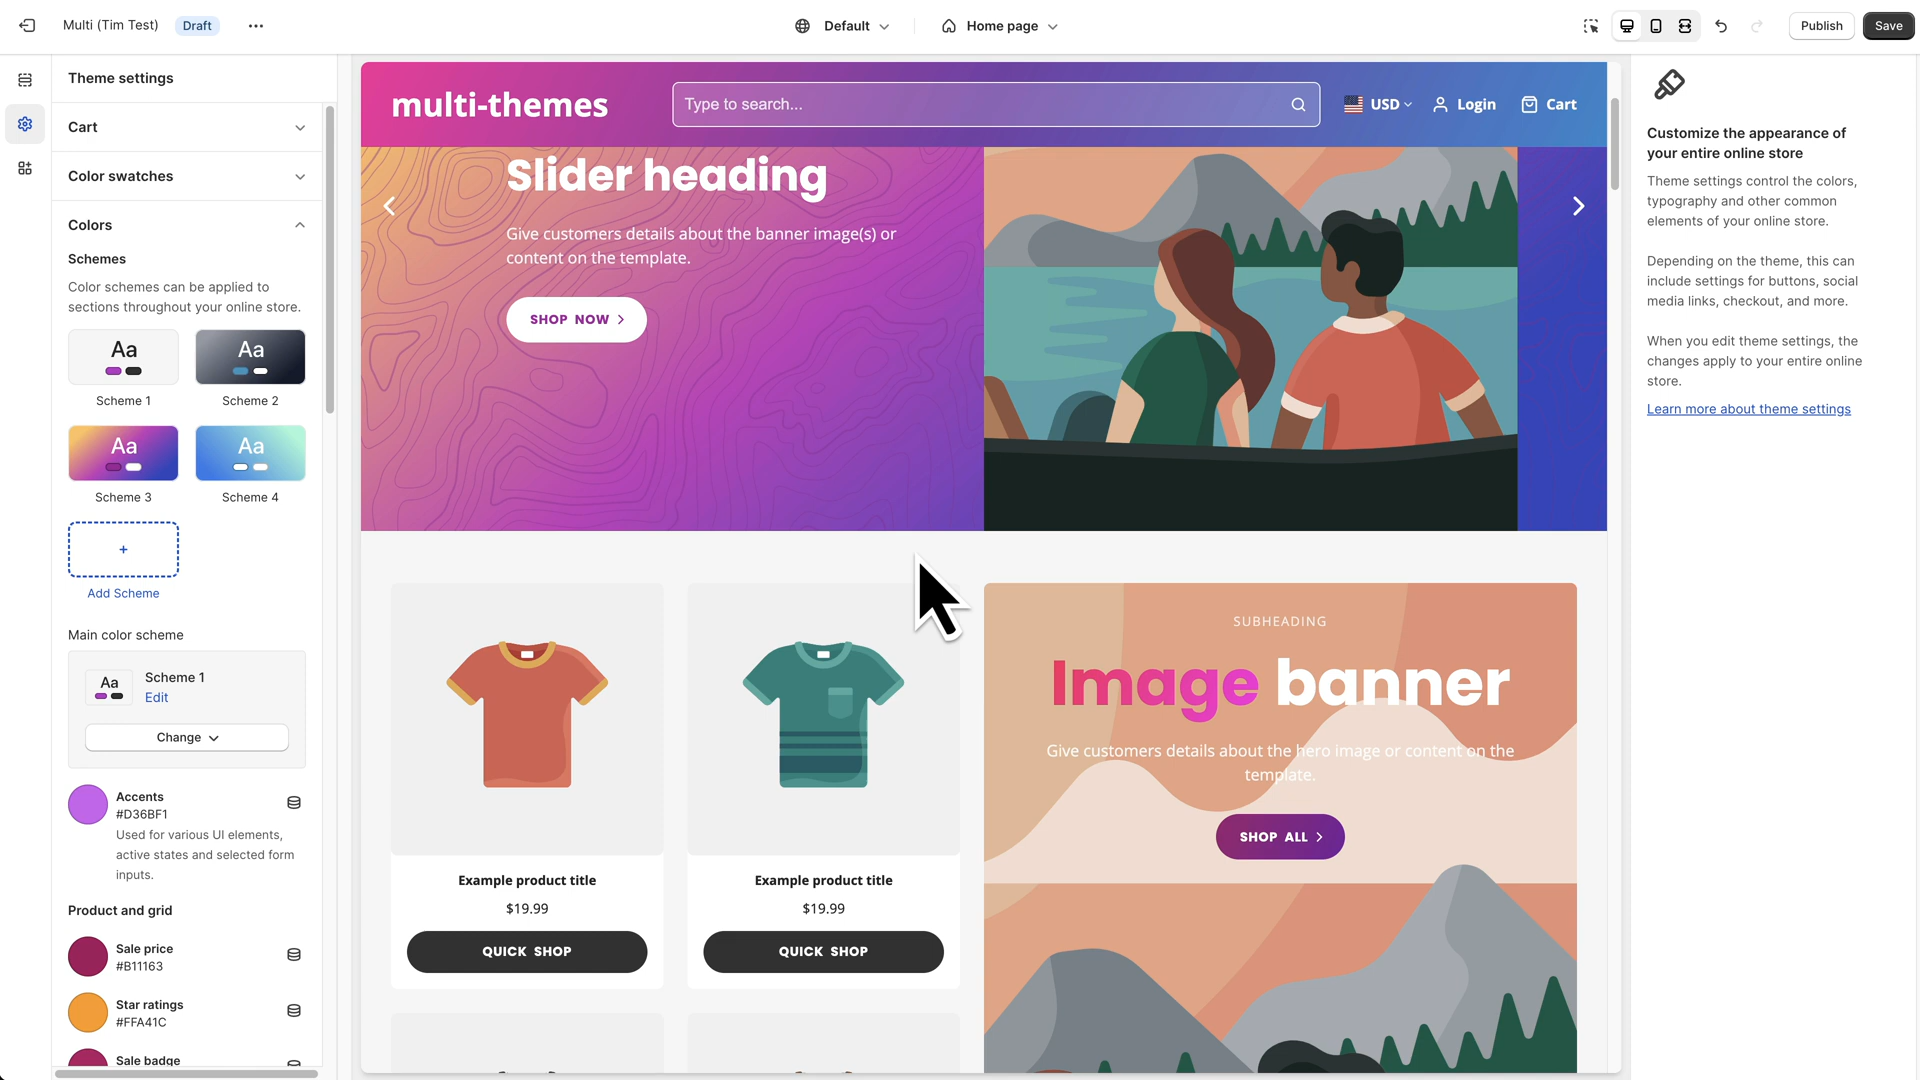 Multi (Tim Test) Draft
Default
Home page
Publish
Save
Theme settings
Cart
Color swatches
Colors
Schemes
Color schemes can be applied to
sections throughout your online store.
Aa
Aa
Scheme 1
Scheme 2
Aa
Aa
Scheme 3
Scheme 4
+
Add Scheme
Main color scheme
Aa
Scheme 1
Edit
Change
Accents
#D36BF1
Used for various UI elements,
active states and selected form
inputs.
Product and grid
Sale price
#B11163
Star ratings
#FFA41C
Sale badge
multi-themes
Type to search...
USD
Login
Cart
Slider heading
Give customers details about the banner image(s) or
content on the template.
SHOP NOW
Example product title
$19.99
QUICK SHOP
Example product title
$19.99
QUICK SHOP
SUBHEADING
Image banner
Give customers details about the hero image or content on the
template.
SHOP ALL
Customize the appearance of
your entire online store
Theme settings control the colors,
typography and other common
elements of your online store.
Depending on the theme, this can
include settings for buttons, social
media links, checkout, and more.
When you edit theme settings, the
changes apply to your entire online
store.
Learn more about theme settings